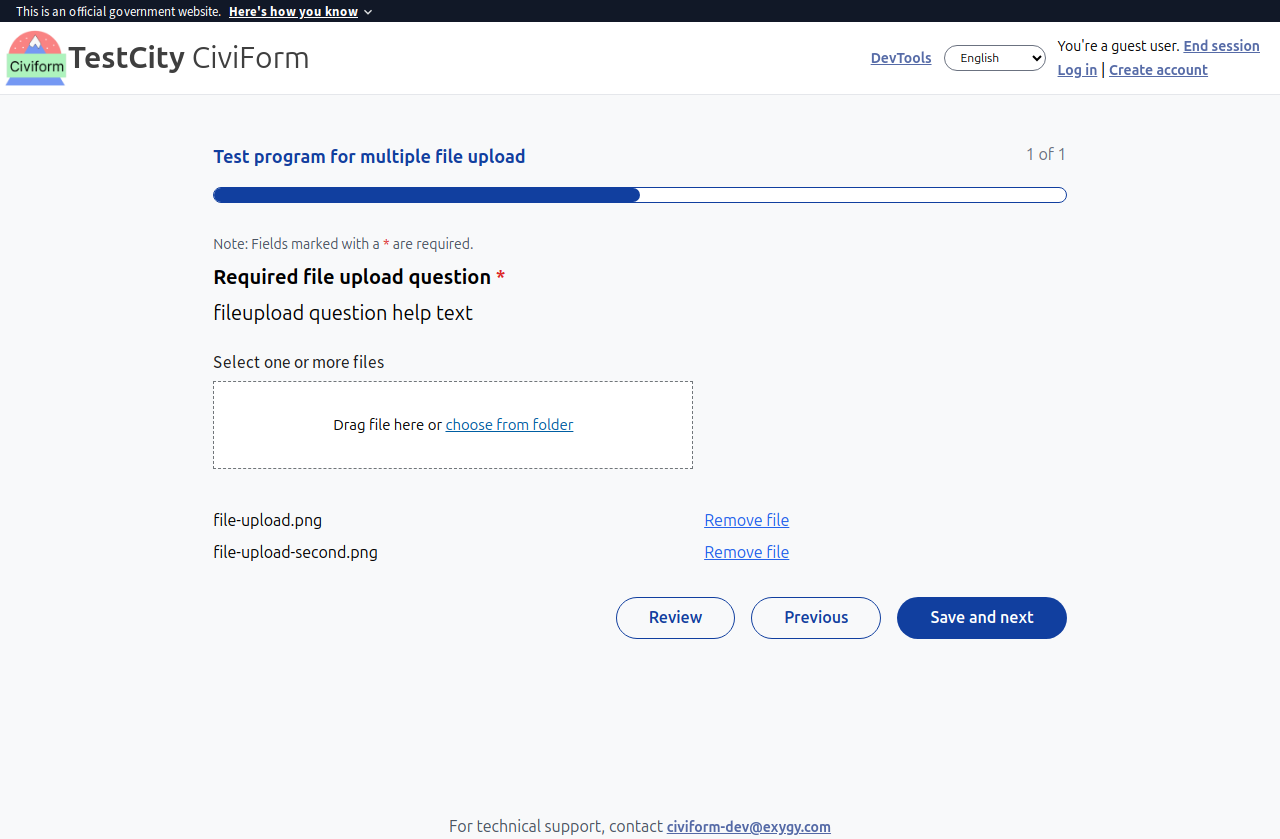 This is an official government website. Here's how you know
Civiform
TestCity CiviForm
DevTools
English
You're a guest user. End session
Log in | Create account
Test program for multiple file upload
1 of 1
Note: Fields marked with a * are required.
Required file upload question *
fileupload question help text
Select one or more files
Drag file here or choose from folder
file-upload.png Remove file
file-upload-second.png Remove file
Review Previous Save and next
For technical support, contact civiform-dev@exygy.com